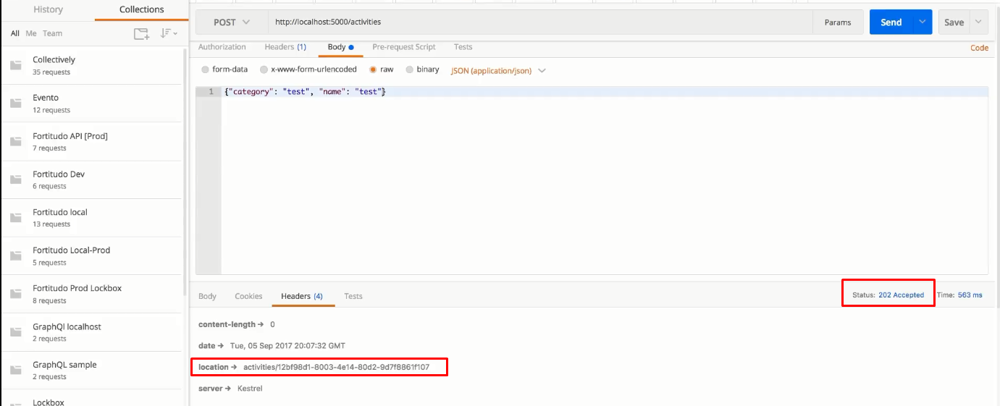 History Collections
All Me Team
Collectively
35 requests
Evento
12 requests
Fortitudo API [Prod]
7 requests
Fortitudo Dev
6 requests
Fortitudo local
13 requests
Fortitudo Local-Prod
5 requests
Fortitudo Prod Lockbox
8 requests
GraphQl localhost
2 requests
GraphQL sample
2 requests
Lockbox
POST http://localhost:5000/activities Params Send Save
Authorization Headers (1) Body Pre-request Script Tests Code
form-data x-www-form-urlencoded raw binary JSON (application/json)
1 {"category": "test", "name": "test"}
Body Cookies Headers (4) Tests Status: 202 Accepted Time: 563 ms
content-length → 0
date → Tue, 05 Sep 2017 20:07:32 GMT
location → activities/12bf98d1-8003-4e14-80d2-9d7f8861f107
server → Kestrel